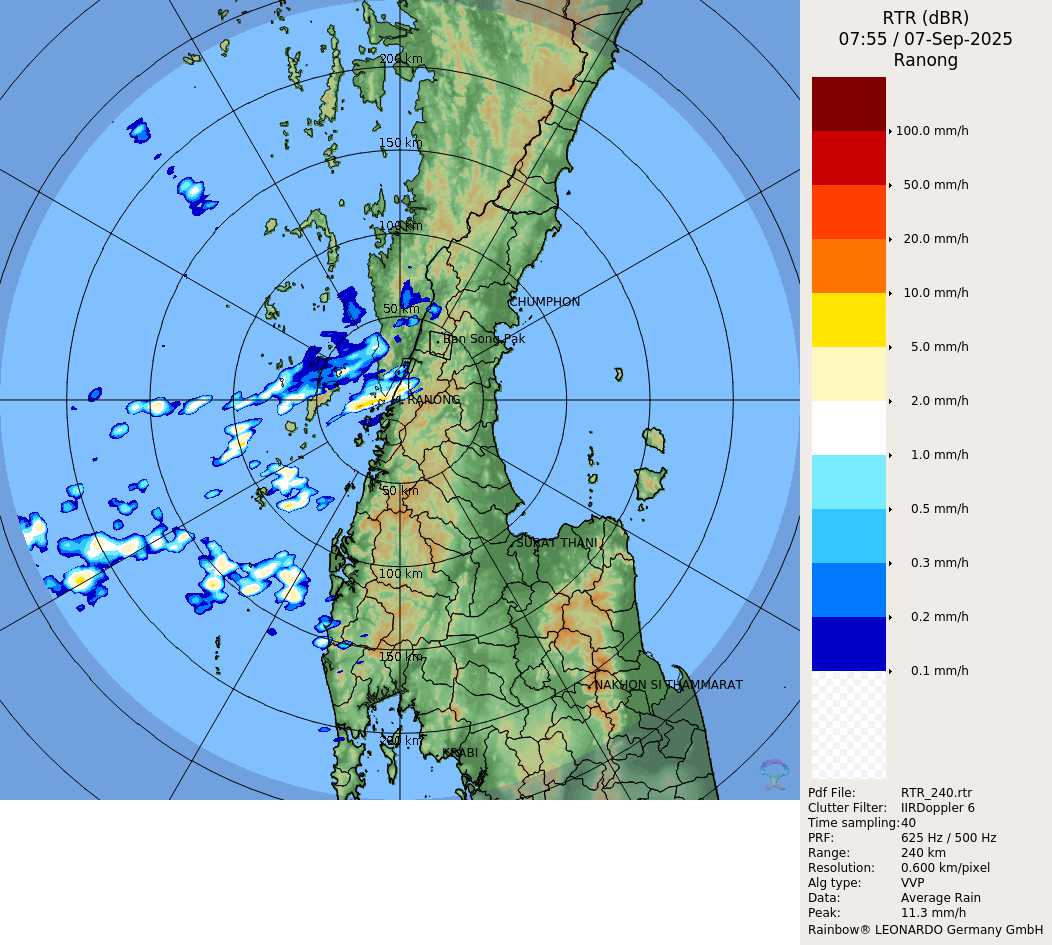 RTR (dBR)
07:55 / 07-Sep-2025
Ranong
200 km
150 km
100 km
50 km
CHUMPHON
Ban Song Pak
RANONG
50 km
SURAT THANI
100 km
150 km
NAKHON SI THAMMARAT
200 km
KRABI
100.0 mm/h
50.0 mm/h
20.0 mm/h
10.0 mm/h
5.0 mm/h
2.0 mm/h
1.0 mm/h
0.5 mm/h
0.3 mm/h
0.2 mm/h
0.1 mm/h
Pdf File: RTR_240.rtr
Clutter Filter: IIRDoppler 6
Time sampling:40
PRF: 625 Hz / 500 Hz
Range: 240 km
Resolution: 0.600 km/pixel
Alg type: VVP
Data: Average Rain
Peak: 11.3 mm/h
Rainbow® LEONARDO Germany GmbH